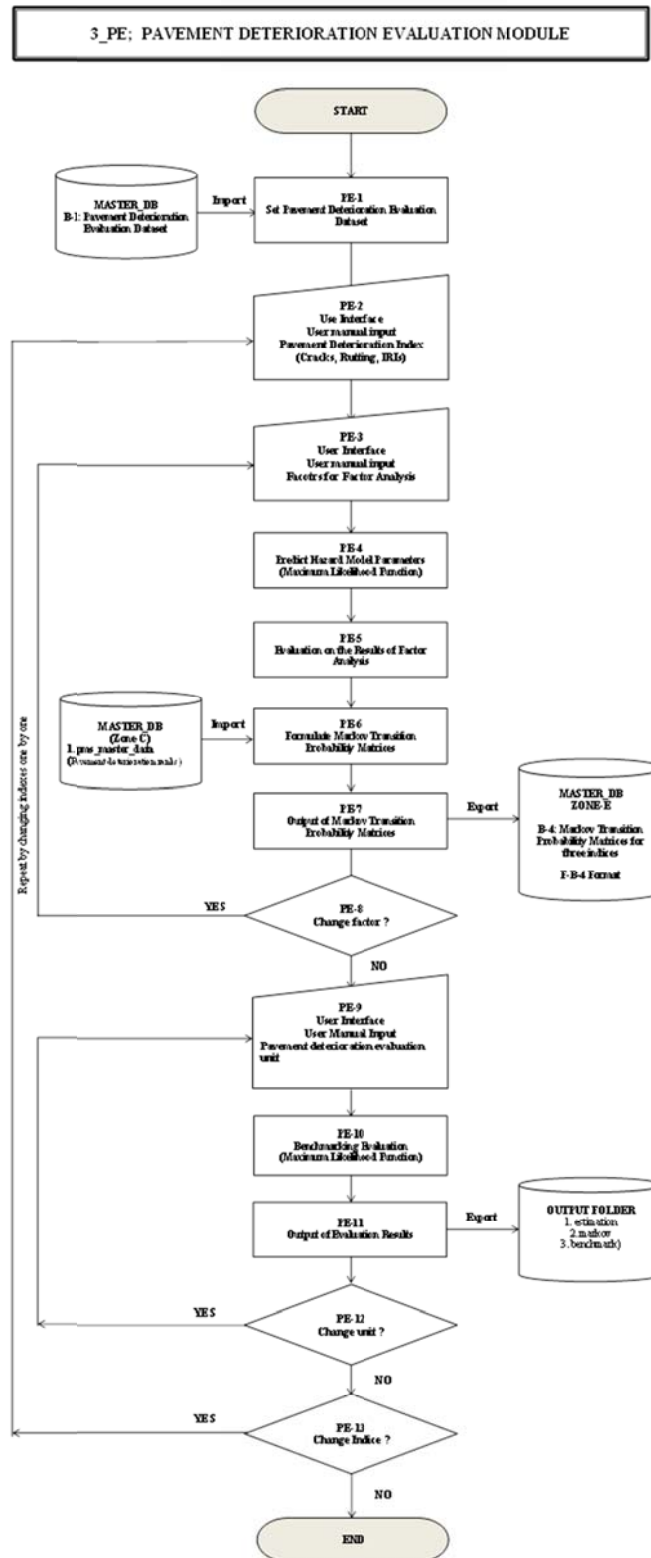 3_PE; PAVEMENT DETERIORATION EVALUATION MODULE
START
MASTER_DB
B-1: Pavement Deterioration
Evaluation Dataset
Import
PE-1
Set Pavement Deterioration Evaluation
Dataset
PE-2
Use Interface
User manual input
Pavement Deterioration Index
(Cracks, Rutting, IRIs)
PE-3
User Interface
User manual input
Facotrs for Factor Analysis
PE-4
Predict Hazard Model Parameters
(Maximum Likelihood Function)
PE-5
Evaluation on the Results of Factor
Analysis
MASTER_DB
(Zone C)
1. pms_master_data
(Pavement deterioration ranks)
Import
PE-6
Formulate Markov Transition
Probability Matrices
PE-7
Output of Markov Transition
Probability Matrices
Export
MASTER_DB
ZONE-E
B-4: Markov Transition
Probability Matrices for
three indices
F-B-4 Format
Repeat by changing indexes one by one
YES
PE-8
Change factor ?
NO
PE-9
User Interface
User Manual Input
Pavement deterioration evaluation
unit
PE-10
Benchmarking Evaluation
(Maximum Likelihood Function)
PE-11
Output of Evaluation Results
Export
OUTPUT FOLDER
1. estimation
2. markov
3. benchmark)
YES
PE-12
Change unit ?
NO
YES
PE-13
Change Indice ?
NO
END